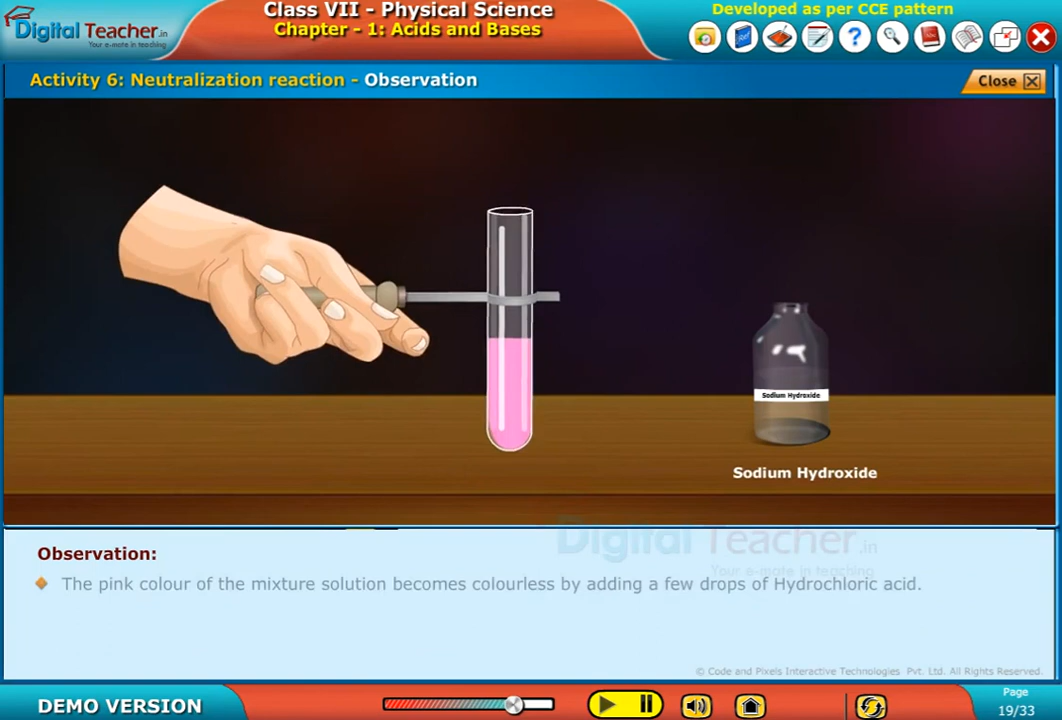 Digital Teacher.in
Your e-mate in teaching
Class VII - Physical Science
Chapter - 1: Acids and Bases
Developed as per CCE pattern
Activity 6: Neutralization reaction - Observation
Close
Sodium Hydroxide
Sodium Hydroxide
Digital Teacher.in
Your e-mate in teaching
Observation:
The pink colour of the mixture solution becomes colourless by adding a few drops of Hydrochloric acid.
© Code and Pixels Interactive Technologies Pvt. Ltd. All Rights Reserved.
DEMO VERSION
Page
19/33